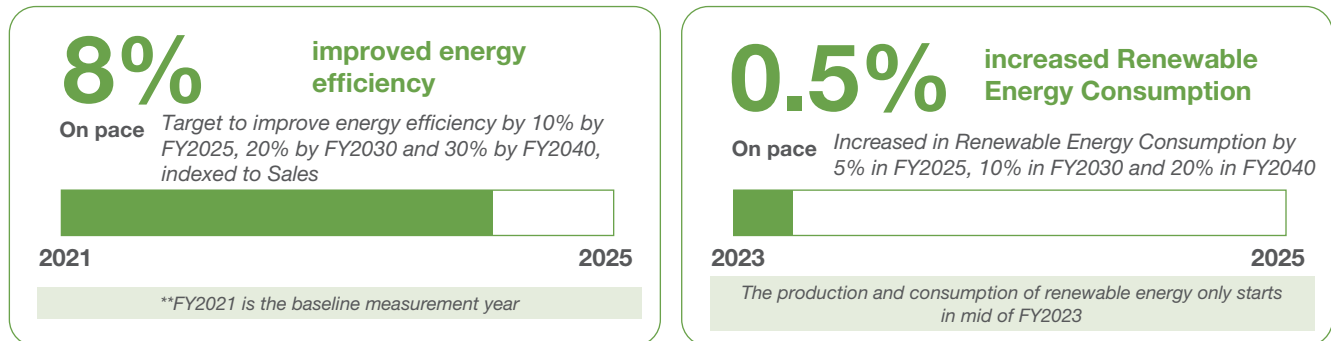 8%
improved energy
efficiency
On pace
Target to improve energy efficiency by 10% by
FY2025, 20% by FY2030 and 30% by FY2040,
indexed to Sales
2021
2025
**FY2021 is the baseline measurement year
0.5%
increased Renewable
Energy Consumption
On pace
Increased in Renewable Energy Consumption by
5% in FY2025, 10% in FY2030 and 20% in FY2040
2023
2025
The production and consumption of renewable energy only starts
in mid of FY2023